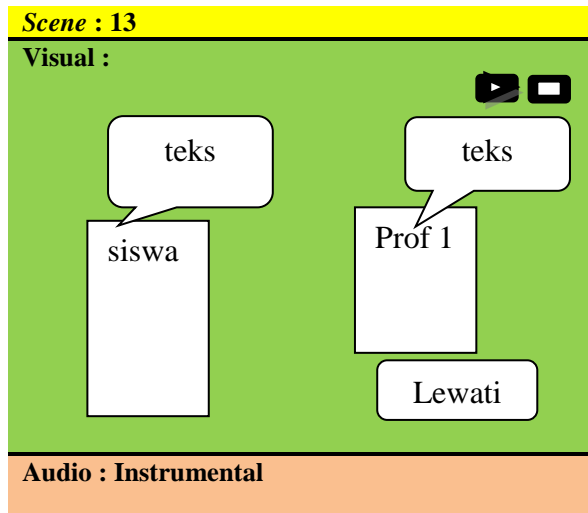 Scene : 13
Visual :
teks
teks
siswa
Prof 1
Lewati
Audio : Instrumental